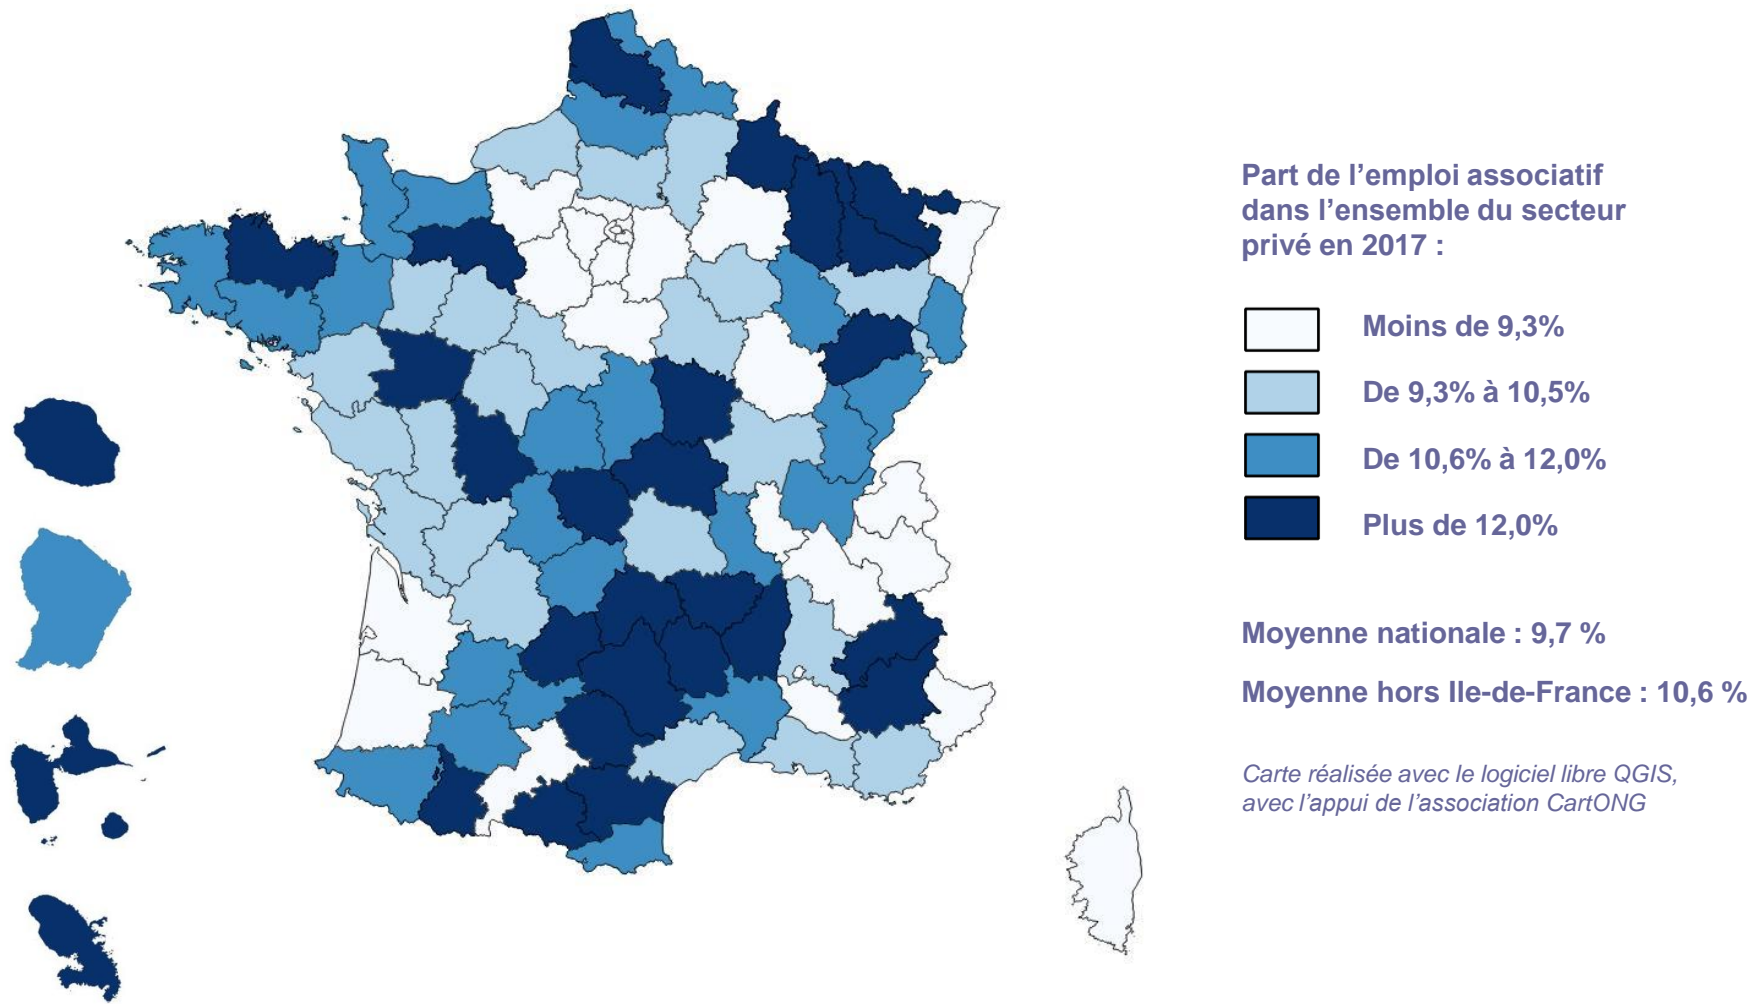 Part de l’emploi associatif
dans l’ensemble du secteur
privé en 2017 :
Moins de 9,3%
De 9,3% à 10,5%
De 10,6% à 12,0%
Plus de 12,0%
Moyenne nationale : 9,7 %
Moyenne hors Ile-de-France : 10,6 %
Carte réalisée avec le logiciel libre QGIS,
avec l’appui de l’association CartONG